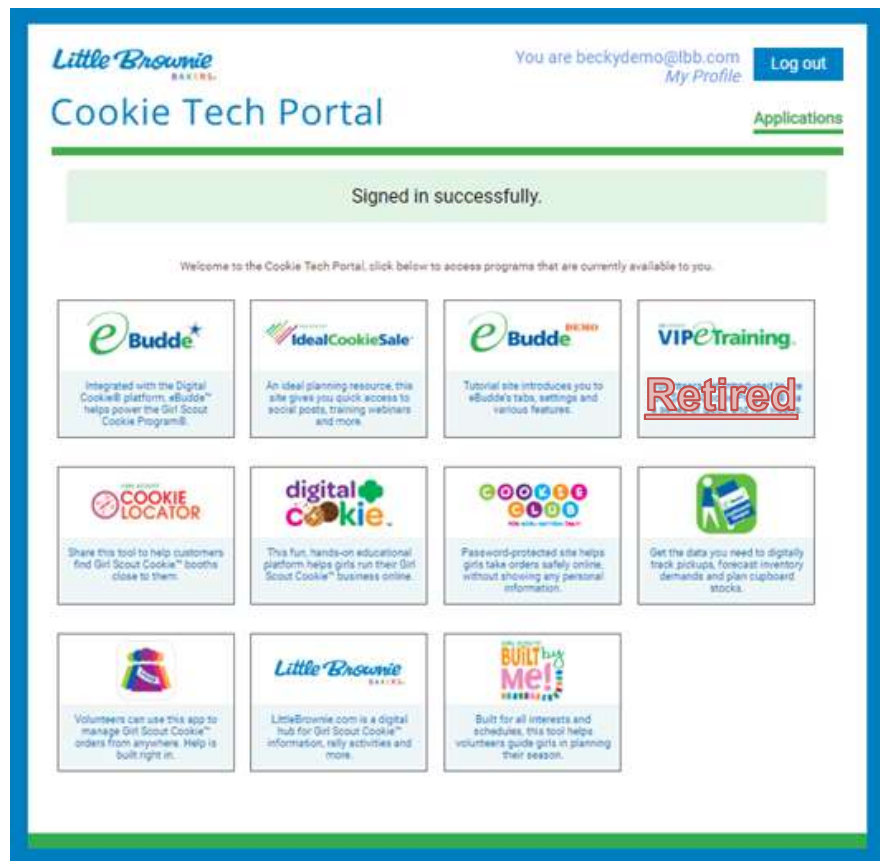 Little Brownie
BAKERS
You are beckydemo@lbb.com
My Profile
Log out
Cookie Tech Portal
Applications
Signed in successfully.
Welcome to the Cookie Tech Portal, click below to access programs that are currently available to you.
eBudde
Integrated with the Digital
Cookie® platform, eBudde™
helps power the Girl Scout
Cookie Program®.
IdealCookieSale
An ideal planning resource, this
site gives you quick access to
social posts, training webinars
and more.
eBudde DEMO
Tutorial site introduces you to
eBudde's tabs, settings and
various features.
VIP eTraining
Retired
COOKIE
LOCATOR
Share this tool to help customers
find Girl Scout Cookie™ booths
close to them.
digital
cookie
This fun, hands-on educational
platform helps girls run their Girl
Scout Cookie™ business online.
COOKIE
CLUB
Password-protected site helps
girls take orders safely online,
without showing any personal
information.
Get the data you need to digitally
track pickups, forecast inventory
demands and plan cupboard
stocks.
Volunteers can use this app to
manage Girl Scout Cookie™
orders from anywhere. Help is
built right in.
Little Brownie
BAKERS
LittleBrownie.com is a digital
hub for Girl Scout Cookie™
information, rally activities and
more.
BUILT by
Me!
Built for all interests and
schedules, this tool helps
volunteers guide girls in planning
their season.